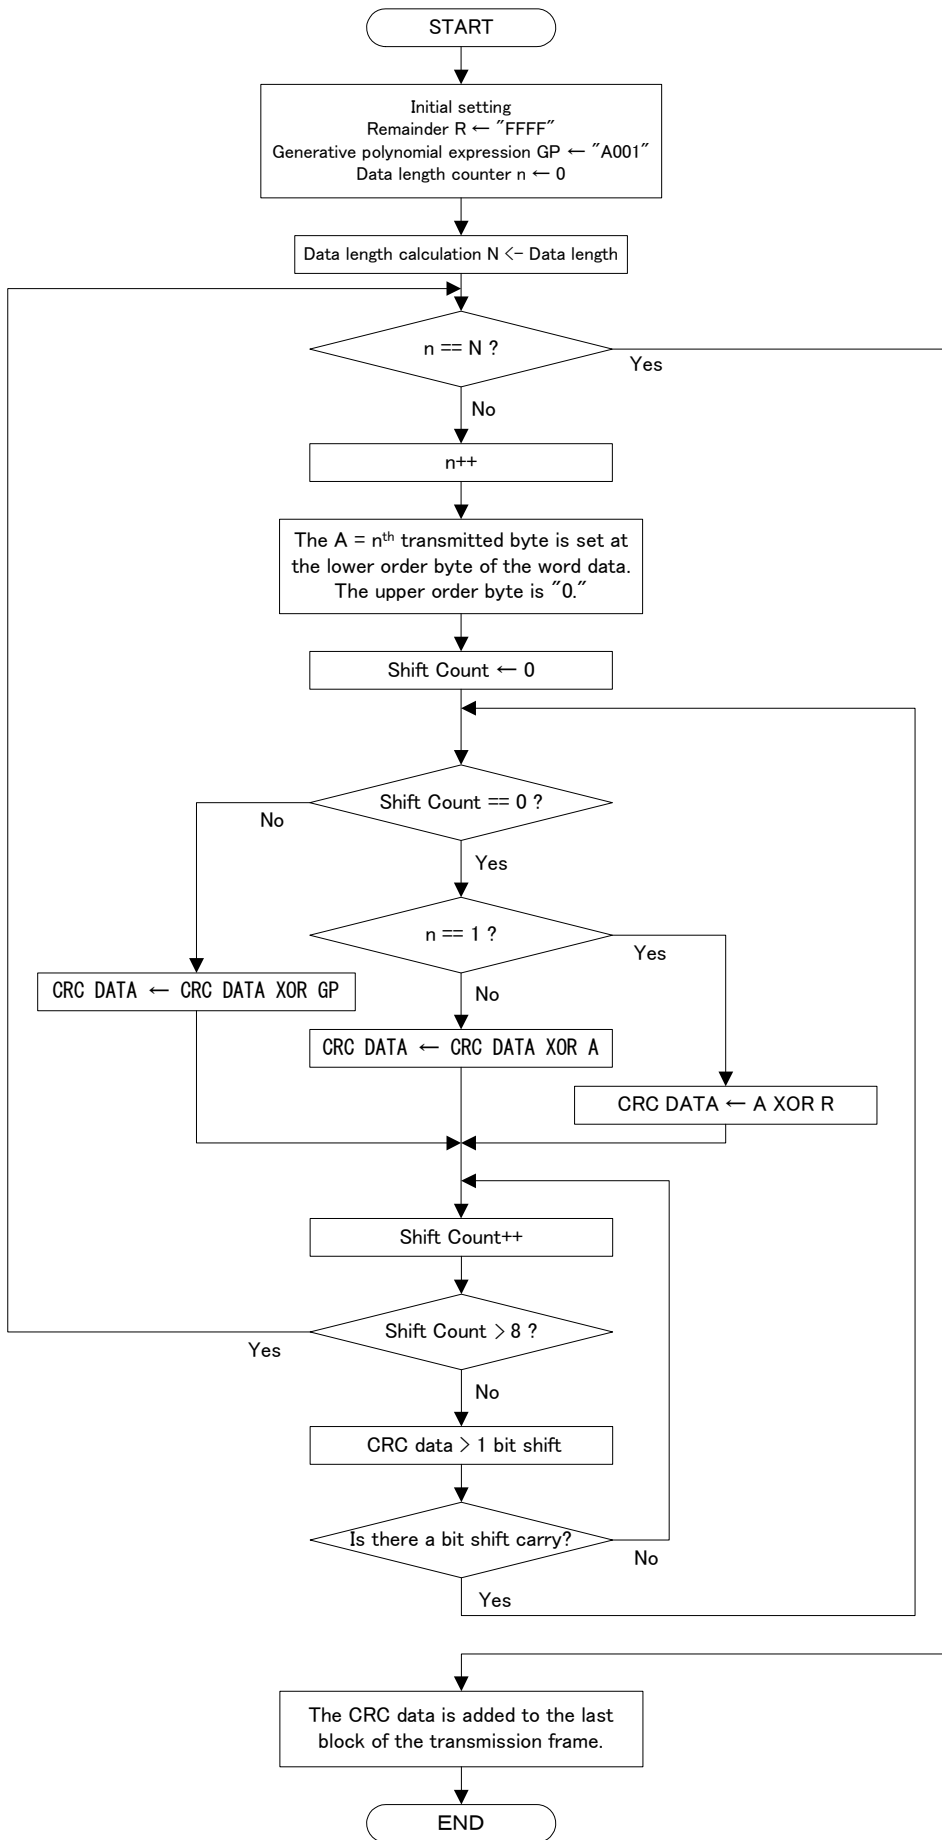 START
Initial setting
Remainder R ← "FFFF"
Generative polynomial expression GP ← "A001"
Data length counter n ← 0
Data length calculation N <- Data length
n == N ?
Yes
No
n++
The A = nth transmitted byte is set at
the lower order byte of the word data.
The upper order byte is "0."
Shift Count ← 0
Shift Count == 0 ?
No
Yes
n == 1 ?
Yes
CRC DATA ← CRC DATA XOR GP
No
CRC DATA ← CRC DATA XOR A
CRC DATA ← A XOR R
Shift Count++
Shift Count > 8 ?
Yes
No
CRC data > 1 bit shift
Is there a bit shift carry?
No
Yes
The CRC data is added to the last
block of the transmission frame.
END